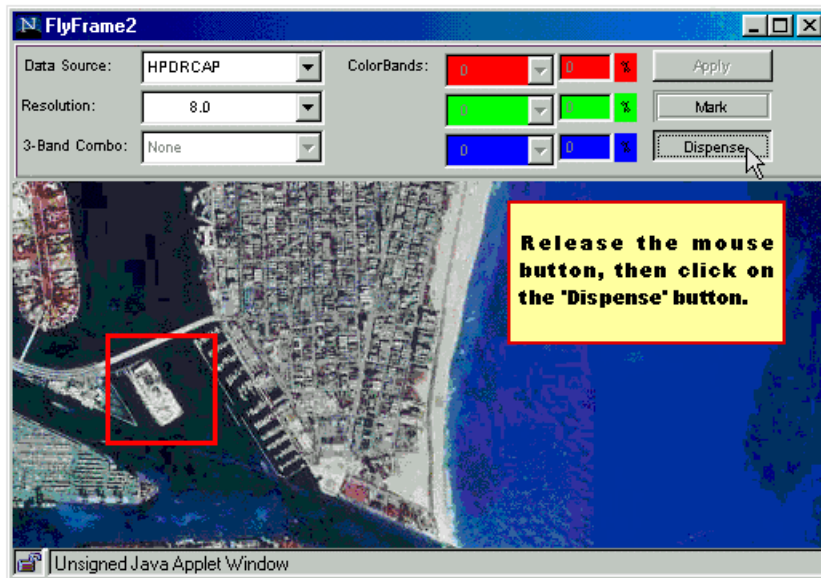 FlyFrame2
Data Source: HPDRCAP ColorBands: 0 0 % Apply
Resolution: 8.0 0 0 % Mark
3-Band Combo: None 0 0 % Dispense
Release the mouse
button, then click on
the 'Dispense' button.
Unsigned Java Applet Window